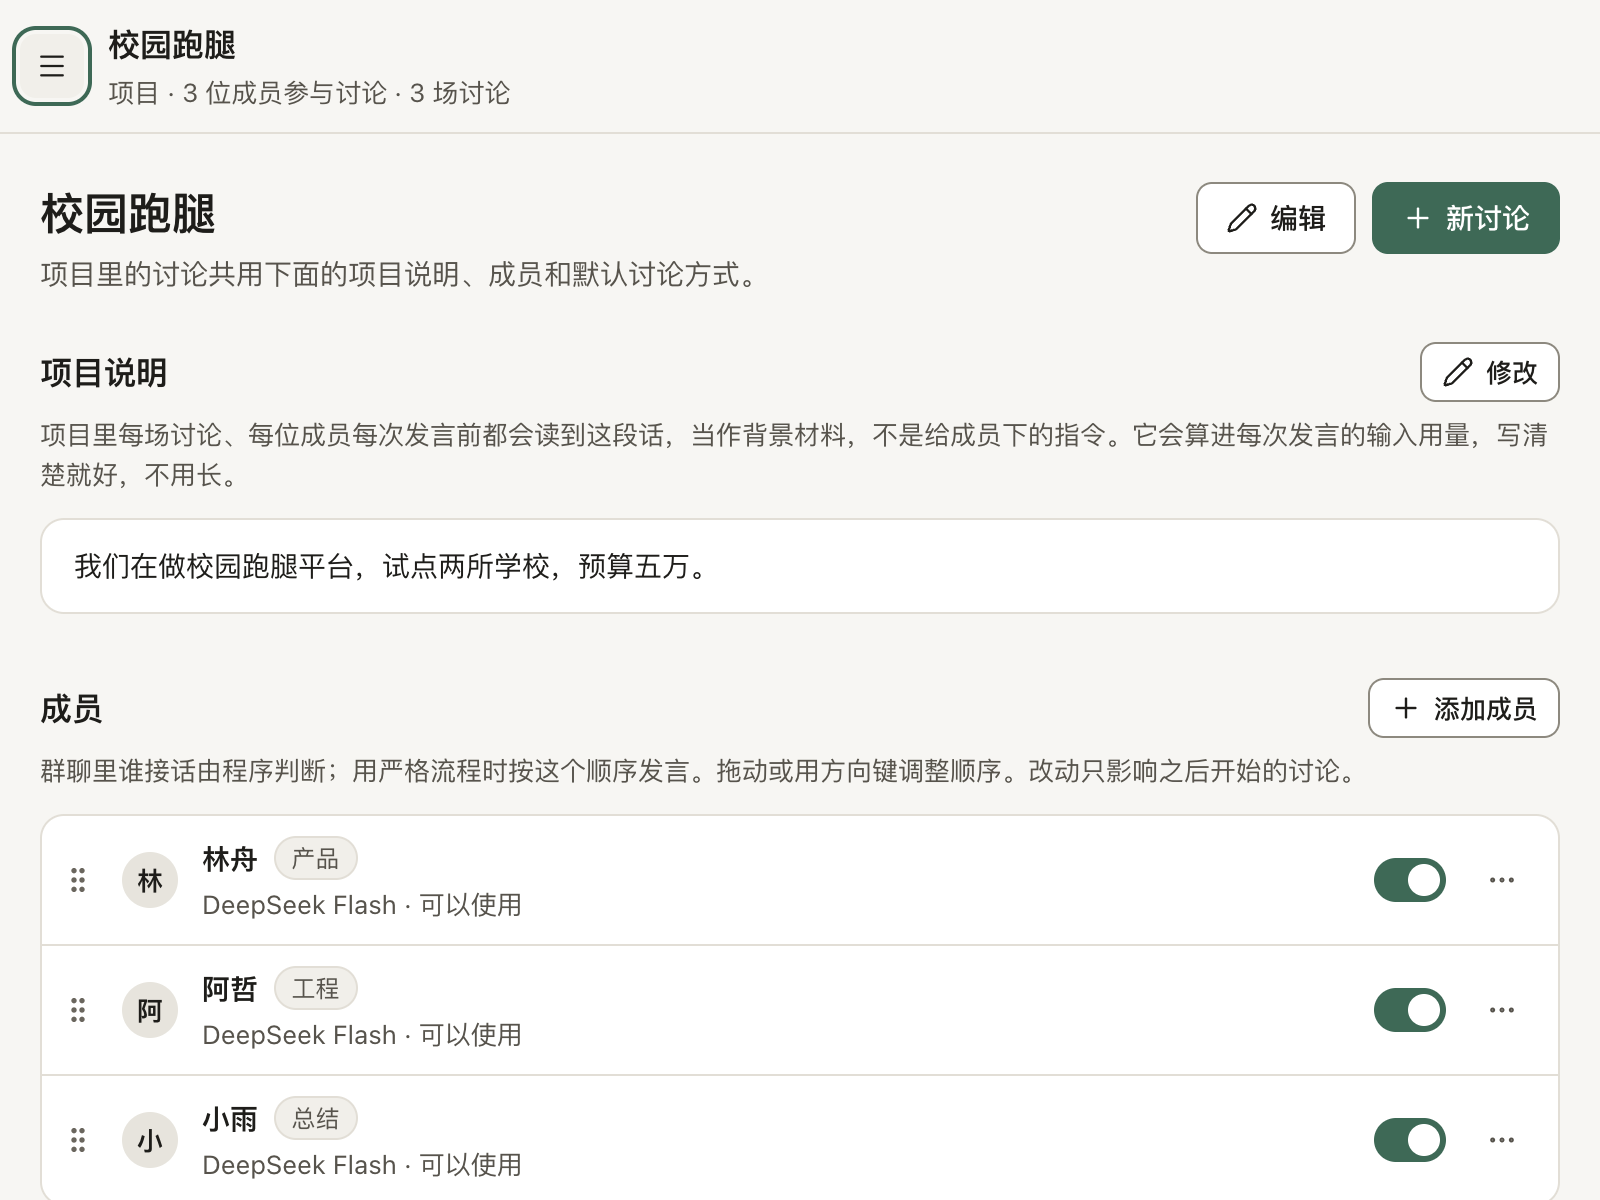 校园跑腿
项目 · 3 位成员参与讨论 · 3 场讨论
校园跑腿
编辑
新讨论
项目里的讨论共用下面的项目说明、成员和默认讨论方式。
项目说明
修改
项目里每场讨论、每位成员每次发言前都会读到这段话，当作背景材料，不是给成员下的指令。它会算进每次发言的输入用量，写清
楚就好，不用长。
我们在做校园跑腿平台，试点两所学校，预算五万。
成员
添加成员
群聊里谁接话由程序判断；用严格流程时按这个顺序发言。拖动或用方向键调整顺序。改动只影响之后开始的讨论。
林
林舟 产品
DeepSeek Flash · 可以使用
阿
阿哲 工程
DeepSeek Flash · 可以使用
小
小雨 总结
DeepSeek Flash · 可以使用